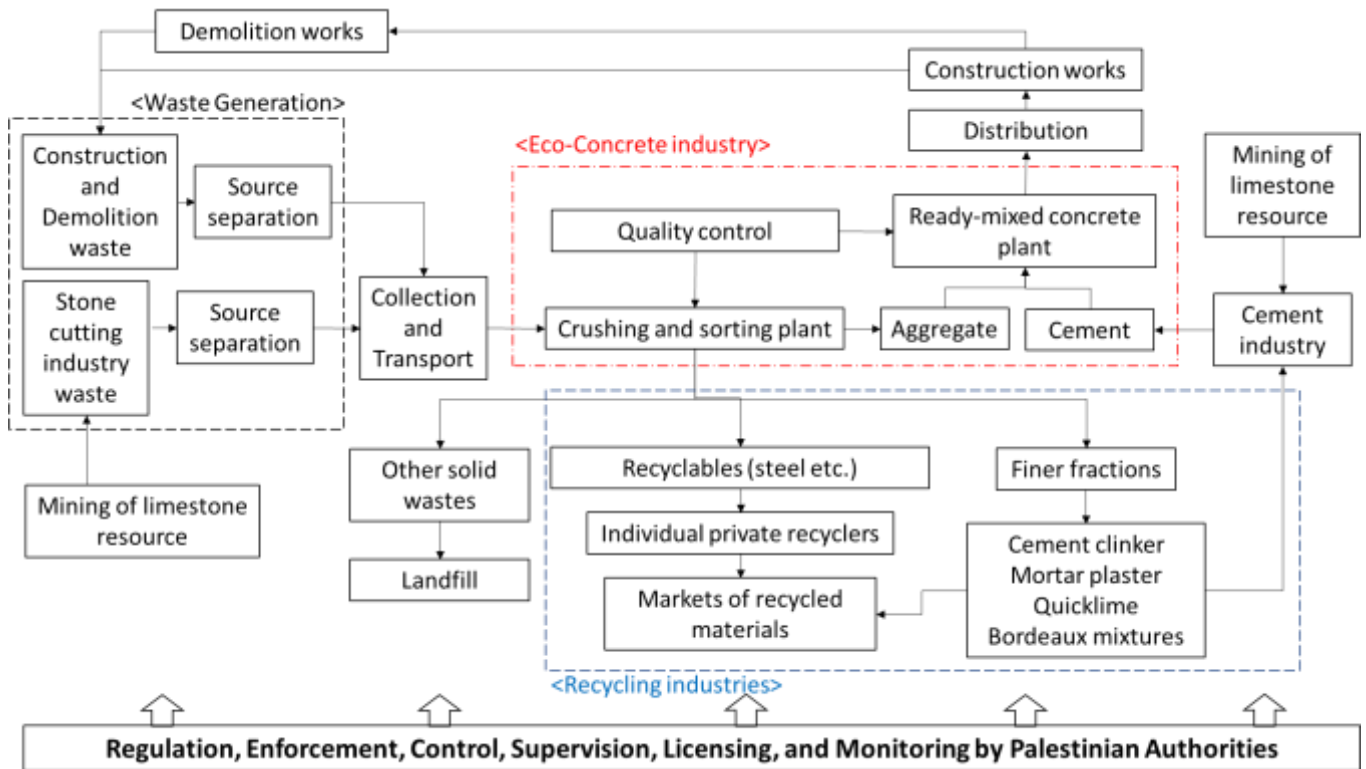 Demolition works
Construction works
<Waste Generation>
Distribution
<Eco-Concrete industry>
Construction
and
Demolition
waste
Source
separation
Mining of
limestone
resource
Quality control
Ready-mixed concrete
plant
Stone
cutting
industry
waste
Source
separation
Collection
and
Transport
Crushing and sorting plant
Aggregate
Cement
Cement
industry
Other solid
wastes
Recyclables (steel etc.)
Finer fractions
Mining of limestone
resource
Individual private recyclers
Landfill
Markets of recycled
materials
Cement clinker
Mortar plaster
Quicklime
Bordeaux mixtures
<Recycling industries>
Regulation, Enforcement, Control, Supervision, Licensing, and Monitoring by Palestinian Authorities